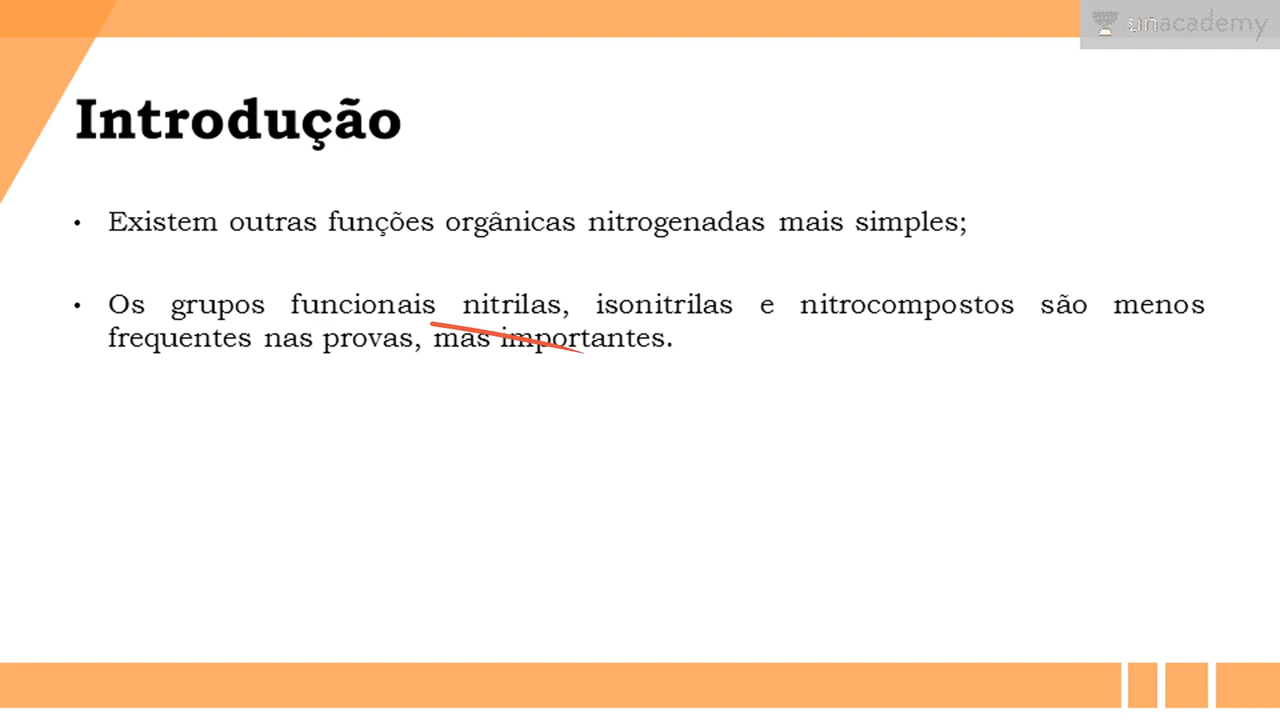 unacademy
Introdução
• Existem outras funções orgânicas nitrogenadas mais simples;
• Os grupos funcionais nitrilas, isonitrilas e nitrocompostos são menos
frequentes nas provas, mas importantes.